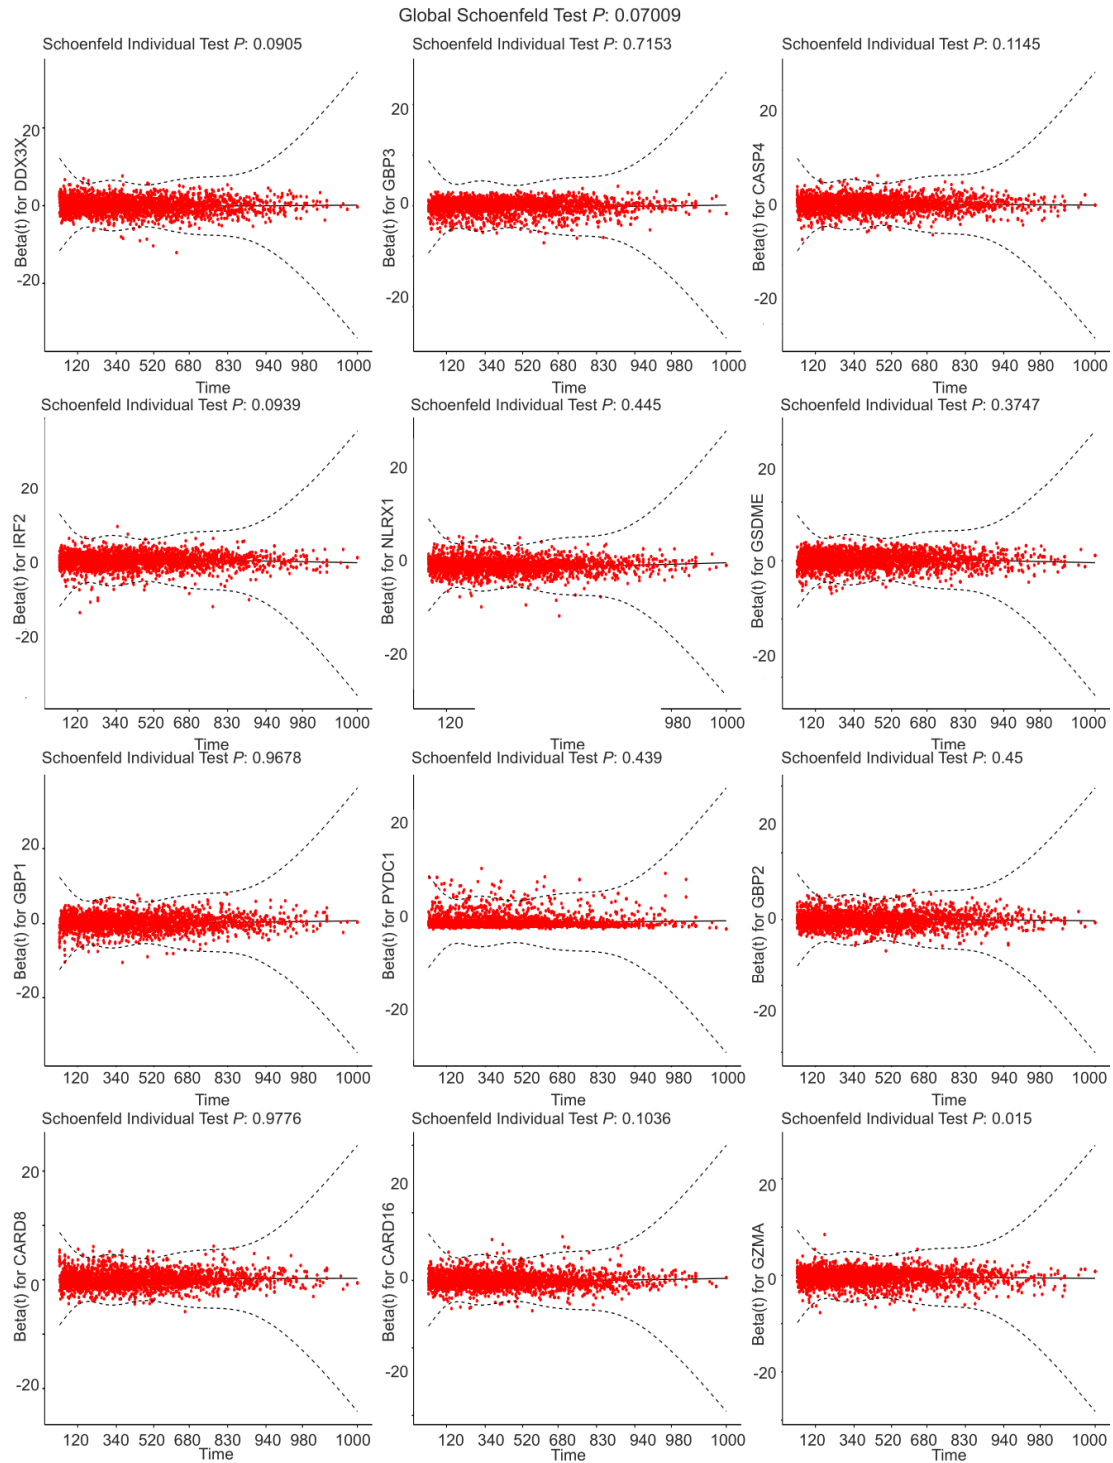 Global Schoenfeld Test P: 0.07009
Schoenfeld Individual Test P: 0.0905
Schoenfeld Individual Test P: 0.7153
Schoenfeld Individual Test P: 0.1145
Beta(t) for DDX3X
20
0
-20
120 340 520 680 830 940 980 1000
Time
Beta(t) for GBP3
20
0
-20
120 340 520 680 830 940 980 1000
Time
Beta(t) for CASP4
20
0
-20
120 340 520 680 830 940 980 1000
Time
Schoenfeld Individual Test P: 0.0939
Schoenfeld Individual Test P: 0.445
Schoenfeld Individual Test P: 0.3747
Beta(t) for IRF2
20
0
-20
120 340 520 680 830 940 980 1000
Time
Beta(t) for NLRX1
20
0
-20
120 980 1000
Time
Beta(t) for GSDME
20
0
-20
120 340 520 680 830 940 980 1000
Time
Schoenfeld Individual Test P: 0.9678
Schoenfeld Individual Test P: 0.439
Schoenfeld Individual Test P: 0.45
Beta(t) for GBP1
20
0
-20
120 340 520 680 830 940 980 1000
Time
Beta(t) for PYDC1
20
0
-20
120 340 520 680 830 940 980 1000
Time
Beta(t) for GBP2
20
0
-20
120 340 520 680 830 940 980 1000
Time
Schoenfeld Individual Test P: 0.9776
Schoenfeld Individual Test P: 0.1036
Schoenfeld Individual Test P: 0.015
Beta(t) for CARD8
20
0
-20
120 340 520 680 830 940 980 1000
Time
Beta(t) for CARD16
20
0
-20
120 340 520 680 830 940 980 1000
Time
Beta(t) for GZMA
20
0
-20
120 340 520 680 830 940 980 1000
Time